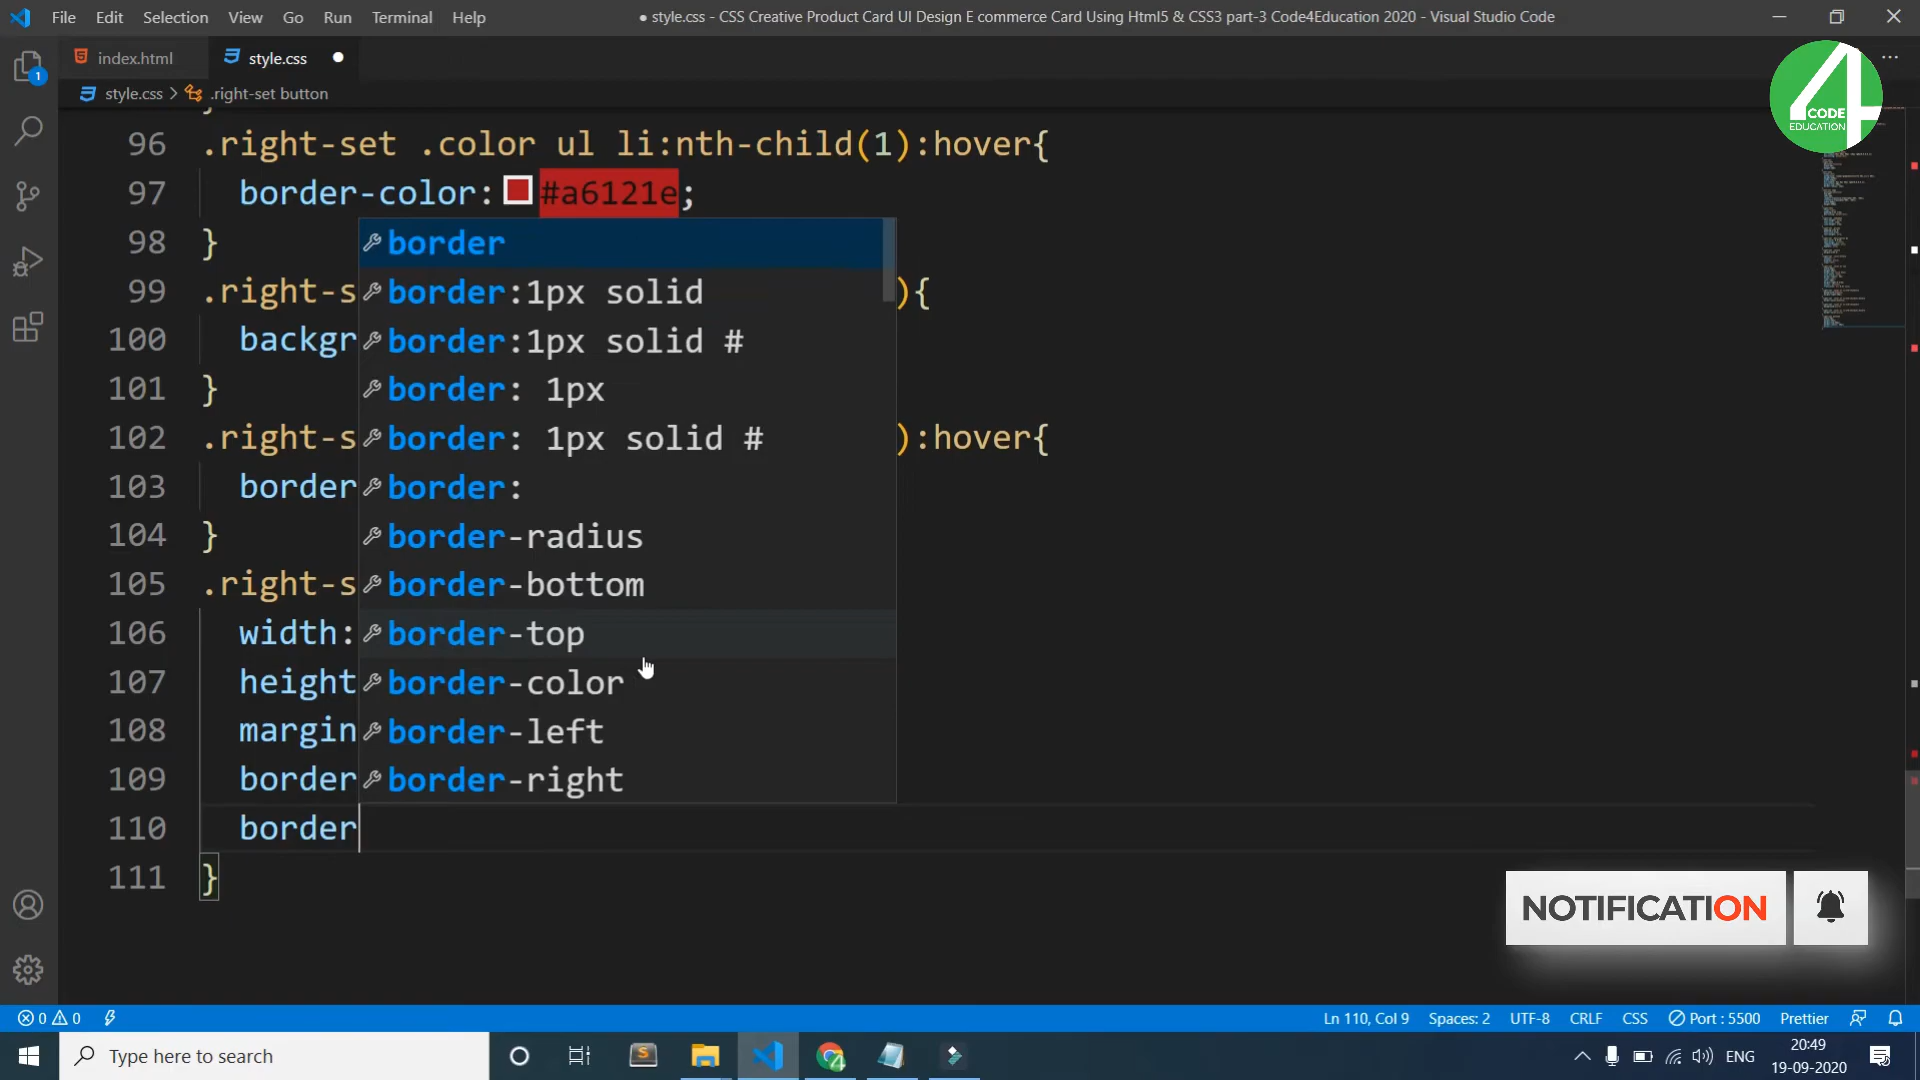 File Edit Selection View Go Run Terminal Help
● style.css - CSS Creative Product Card UI Design E commerce Card Using Html5 & CSS3 part-3 Code4Education 2020 - Visual Studio Code
index.html
style.css ●
4
CODE
EDUCATION
1
style.css > .right-set button
96 .right-set .color ul li:nth-child(1):hover{
97 border-color: #a6121e;
98 }
99 .right-s ){
100 backgr
101 }
102 .right-s ):hover{
103 border
104 }
105 .right-s
106 width:
107 height
108 margin
109 border
110 border
111 }
border
border:1px solid
border:1px solid #
border: 1px
border: 1px solid #
border:
border-radius
border-bottom
border-top
border-color
border-left
border-right
NOTIFICATION
0 0
Ln 110, Col 9 Spaces: 2 UTF-8 CRLF CSS Port : 5500 Prettier
Type here to search
ENG
20:49
19-09-2020